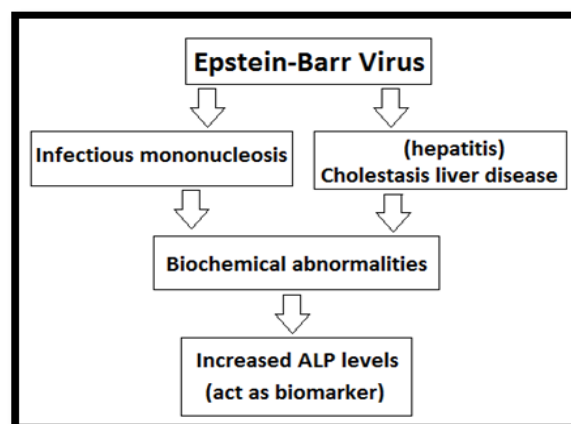 Epstein-Barr Virus
Infectious mononucleosis
(hepatitis)
Cholestasis liver disease
Biochemical abnormalities
Increased ALP levels
(act as biomarker)